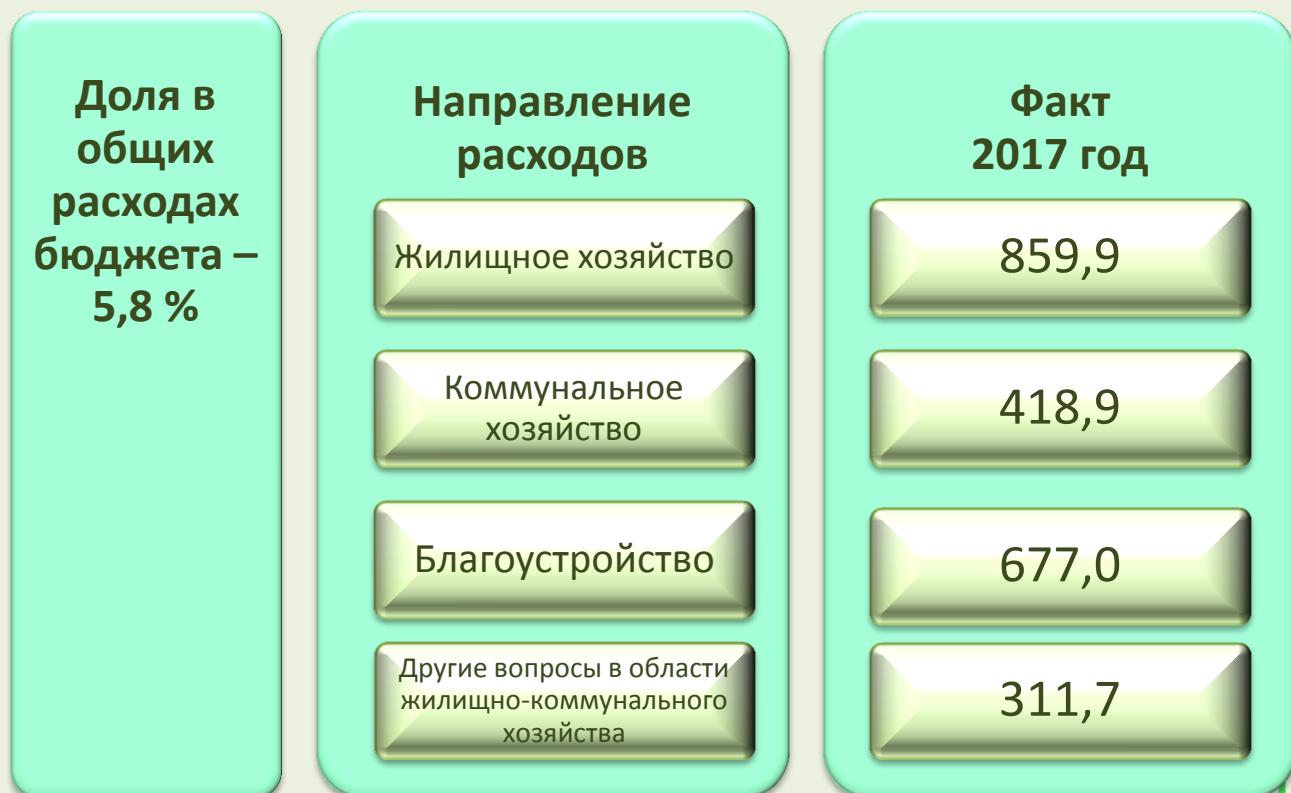 Доля в
общих
расходах
бюджета –
5,8 %
Направление
расходов
Жилищное хозяйство
Коммунальное
хозяйство
Благоустройство
Другие вопросы в области
жилищно-коммунального
хозяйства
Факт
2017 год
859,9
418,9
677,0
311,7